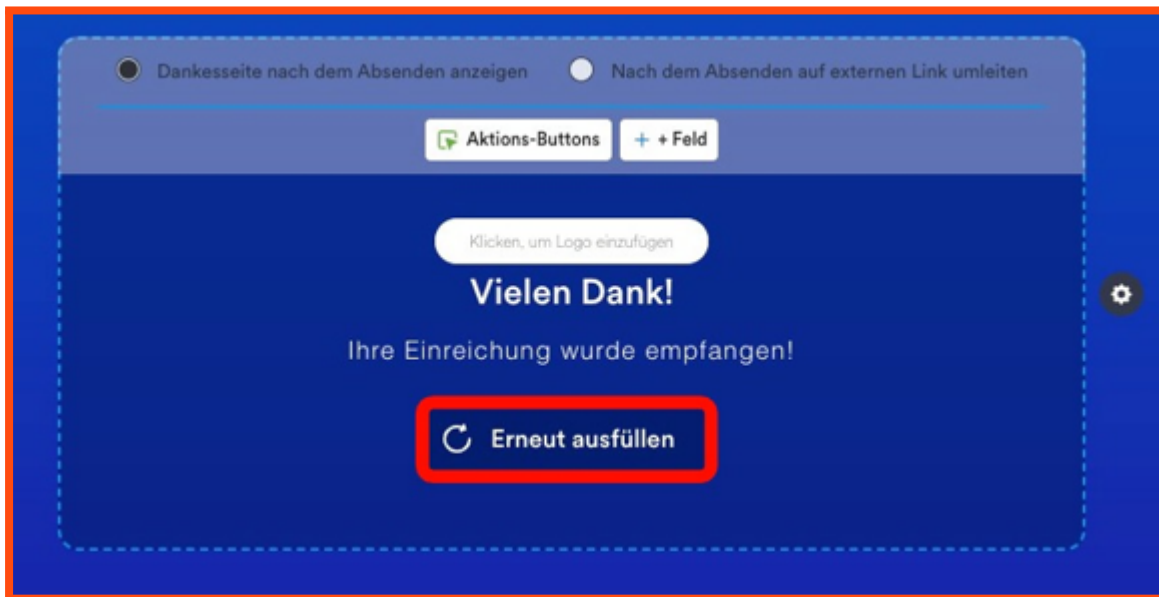 Dankesseite nach dem Absenden anzeigen Nach dem Absenden auf externen Link umleiten
Aktions-Buttons + + Feld
Klicken, um Logo einzufügen
Vielen Dank!
Ihre Einreichung wurde empfangen!
Erneut ausfüllen